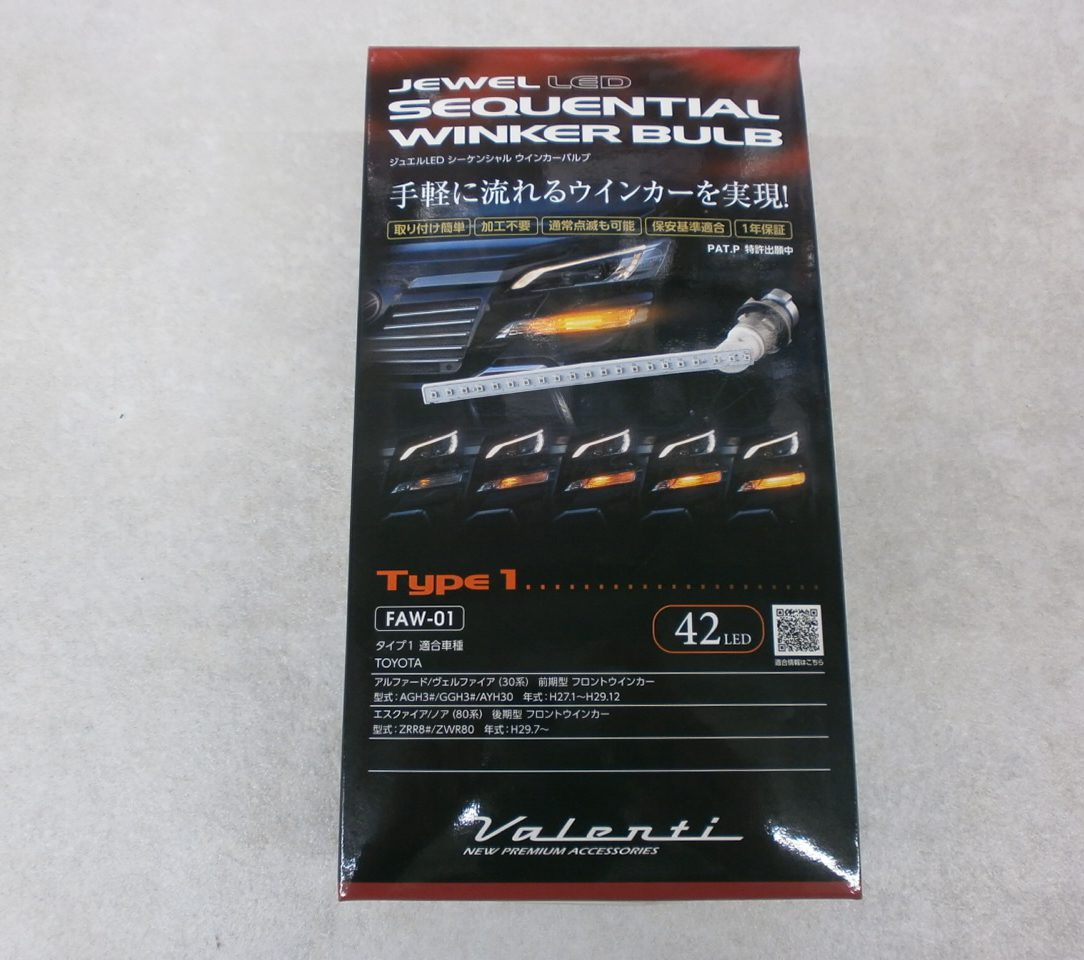 JEWEL LED
SEQUENTIAL
WINKER BULB
ジュエルLED シーケンシャル ウインカーバルブ
手軽に流れるウインカーを実現!
取り付け簡単 加工不要 通常点滅も可能 保安基準適合 1年保証
PAT.P 特許出願中
Type 1
FAW-01
42 LED
タイプ1 適合車種
適合情報はこちら
TOYOTA
アルファード/ヴェルファイア (30系) 前期型 フロントウインカー
型式:AGH3#/GGH3#/AYH30 年式:H27.1~H29.12
エスクァイア/ノア (80系) 後期型 フロントウインカー
型式:ZRR8#/ZWR80 年式:H29.7~
Valenti
NEW PREMIUM ACCESSORIES